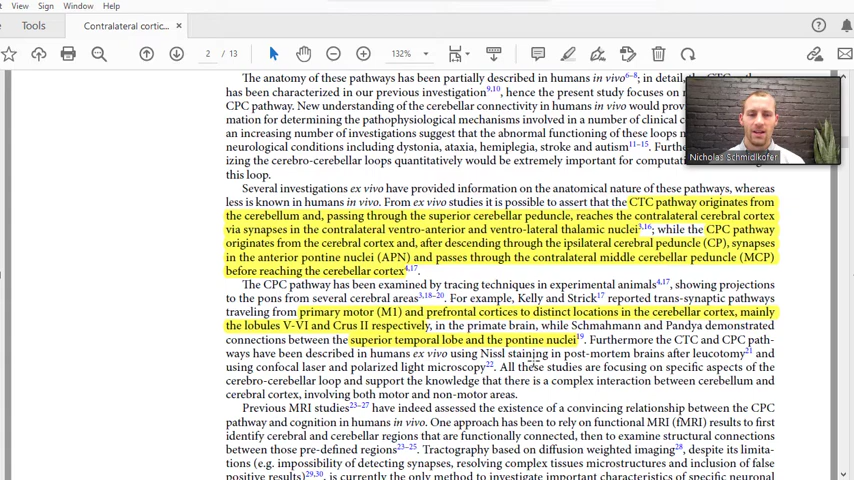 View Sign Window Help
Tools Contralateral cortic... ×
2 / 13 132%
The anatomy of these pathways has been partially described in humans in vivo6–8; in detail, the CTC
has been characterized in our previous investigation9,10, hence the present study focuses on
CPC pathway. New understanding of the cerebellar connectivity in humans in vivo would prov
mation for determining the pathophysiological mechanisms involved in a number of clinical c
an increasing number of investigations suggest that the abnormal functioning of these loops
neurological conditions including dystonia, ataxia, hemiplegia, stroke and autism11–15. Furthe
izing the cerebro-cerebellar loops quantitatively would be extremely important for computat
this loop.
Several investigations ex vivo have provided information on the anatomical nature of these pathways, whereas
less is known in humans in vivo. From ex vivo studies it is possible to assert that the CTC pathway originates from
the cerebellum and, passing through the superior cerebellar peduncle, reaches the contralateral cerebral cortex
via synapses in the contralateral ventro-anterior and ventro-lateral thalamic nuclei3,16; while the CPC pathway
originates from the cerebral cortex and, after descending through the ipsilateral cerebral peduncle (CP), synapses
in the anterior pontine nuclei (APN) and passes through the contralateral middle cerebellar peduncle (MCP)
before reaching the cerebellar cortex4,17.
The CPC pathway has been examined by tracing techniques in experimental animals4,17, showing projections
to the pons from several cerebral areas3,18–20. For example, Kelly and Strick17 reported trans-synaptic pathways
traveling from primary motor (M1) and prefrontal cortices to distinct locations in the cerebellar cortex, mainly
the lobules V-VI and Crus II respectively, in the primate brain, while Schmahmann and Pandya demonstrated
connections between the superior temporal lobe and the pontine nuclei19. Furthermore the CTC and CPC path-
ways have been described in humans ex vivo using Nissl staining in post-mortem brains after leucotomy21 and
using confocal laser and polarized light microscopy22. All these studies are focusing on specific aspects of the
cerebro-cerebellar loop and support the knowledge that there is a complex interaction between cerebellum and
cerebral cortex, involving both motor and non-motor areas.
Previous MRI studies23–27 have indeed assessed the existence of a convincing relationship between the CPC
pathway and cognition in humans in vivo. One approach has been to rely on functional MRI (fMRI) results to first
identify cerebral and cerebellar regions that are functionally connected, then to examine structural connections
between those pre-defined regions23–25. Tractography based on diffusion weighted imaging28, despite its limita-
tions (e.g. impossibility of detecting synapses, resolving complex tissues microstructures and inclusion of false
positive results)29,30, is currently the only method to investigate important characteristics of specific neuronal
Nicholas Schmidlkofer